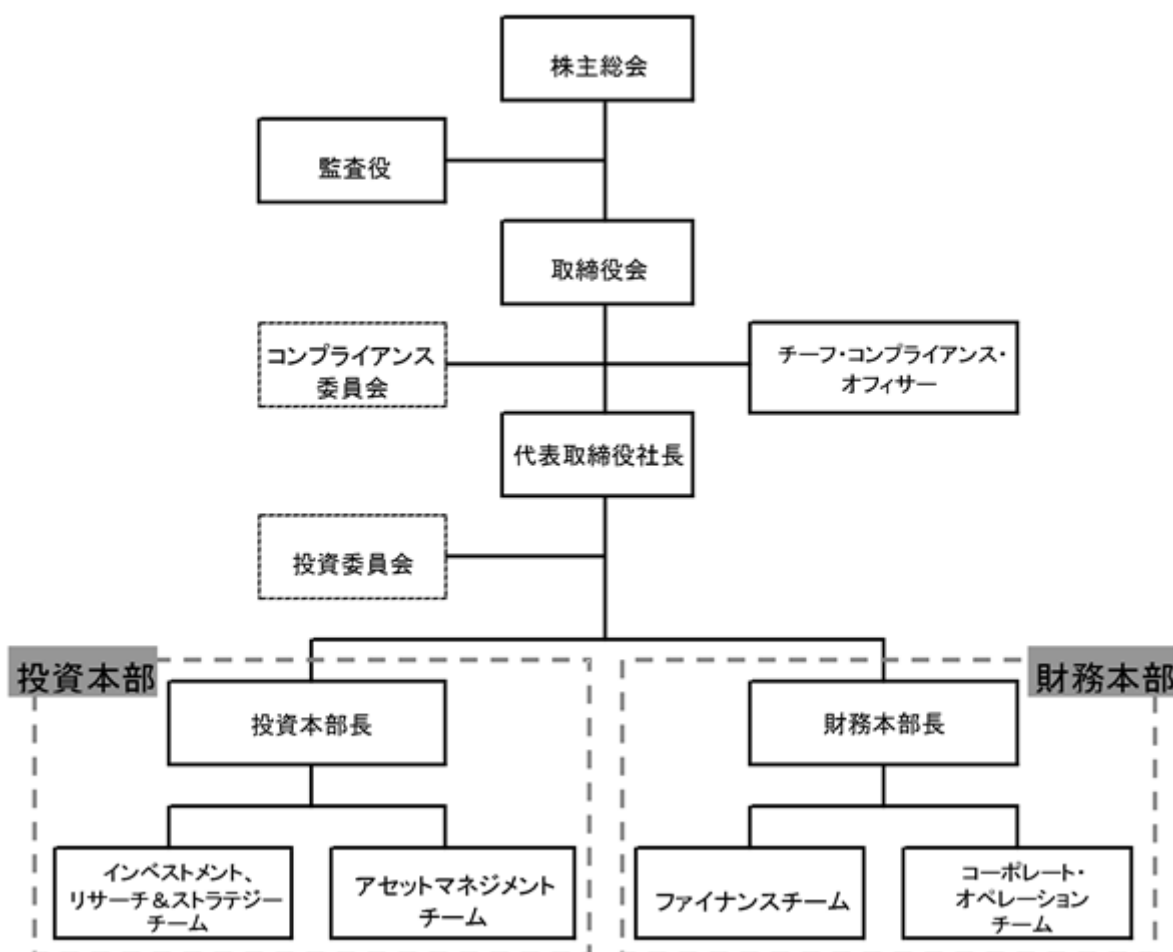 株主総会
監査役
取締役会
コンプライアンス
委員会
チーフ・コンプライアンス・
オフィサー
代表取締役社長
投資委員会
投資本部
財務本部
投資本部長
財務本部長
インベストメント、
リサーチ&ストラテジー
チーム
アセットマネジメント
チーム
ファイナンスチーム
コーポレート・
オペレーション
チーム